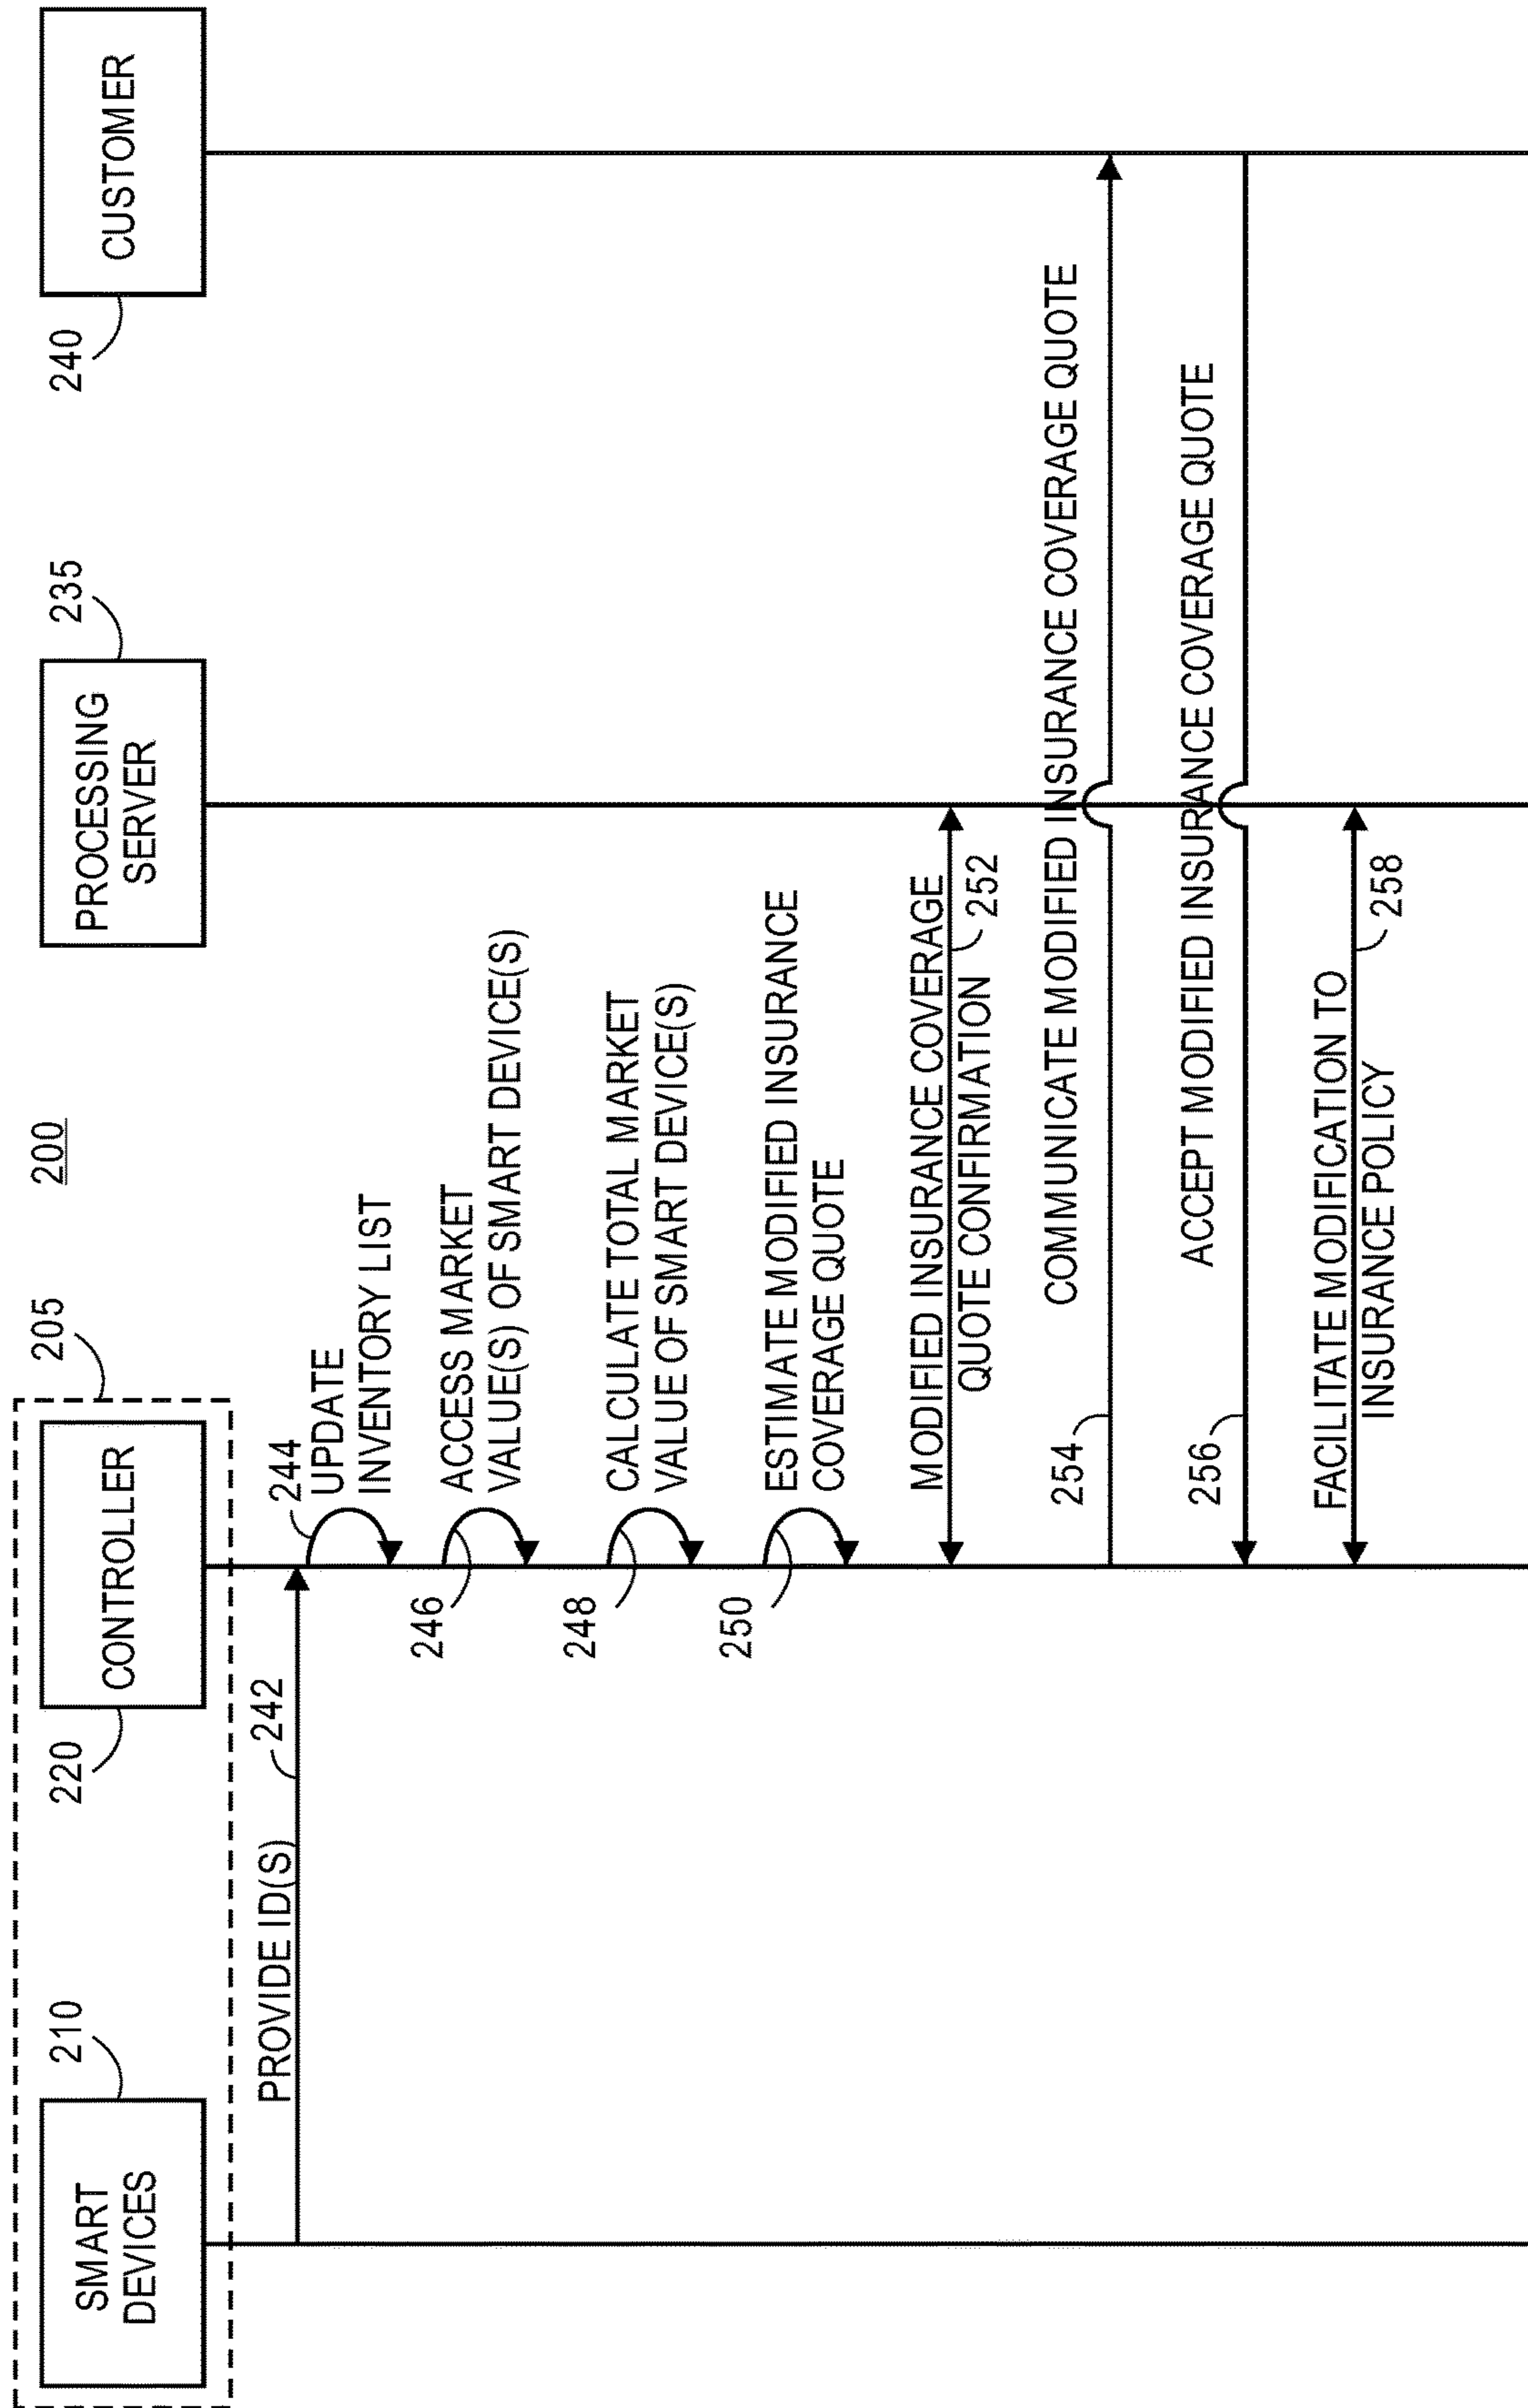 200
205
210
220
235
240
SMART
DEVICES
CONTROLLER
PROCESSING
SERVER
CUSTOMER
PROVIDE ID(S)
242
244
UPDATE
INVENTORY LIST
246
ACCESS MARKET
VALUE(S) OF SMART DEVICE(S)
248
CALCULATE TOTAL MARKET
VALUE OF SMART DEVICE(S)
250
ESTIMATE MODIFIED INSURANCE
COVERAGE QUOTE
MODIFIED INSURANCE COVERAGE
QUOTE CONFIRMATION
252
COMMUNICATE MODIFIED INSURANCE COVERAGE QUOTE
254
ACCEPT MODIFIED INSURANCE COVERAGE QUOTE
256
FACILITATE MODIFICATION TO
INSURANCE POLICY
258